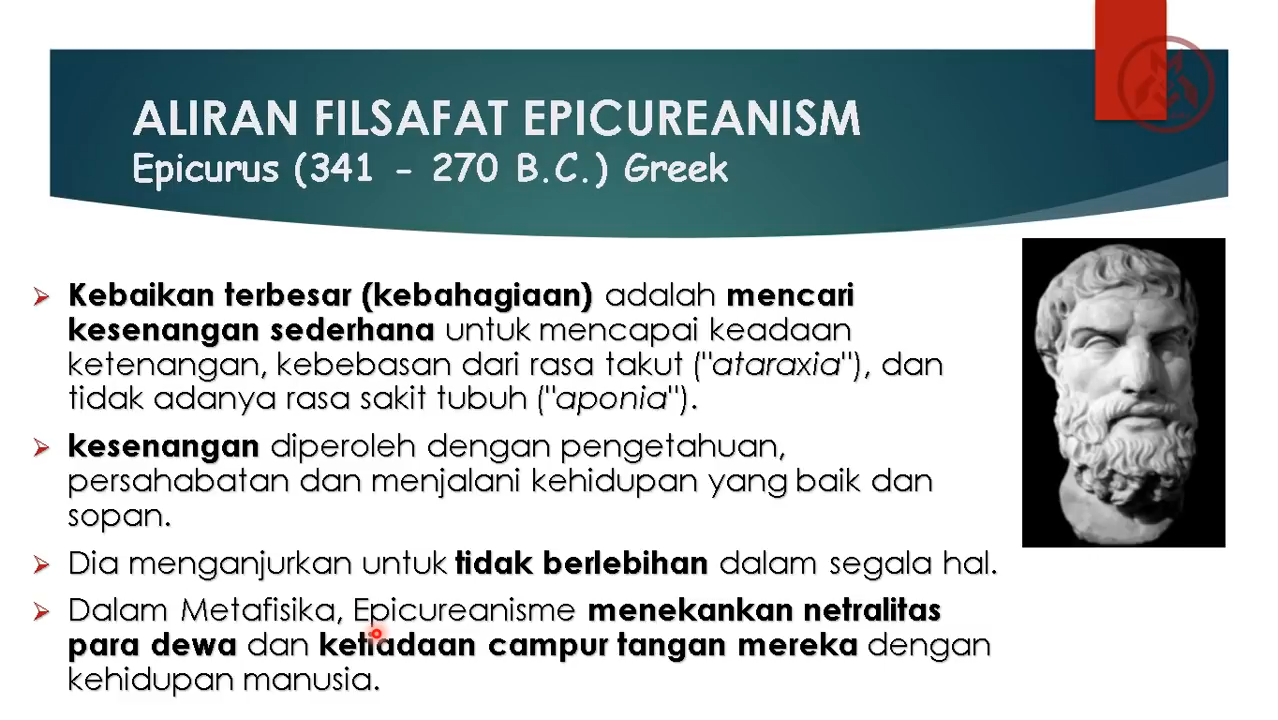 ALIRAN FILSAFAT EPICUREANISM
Epicurus (341 - 270 B.C.) Greek
Kebaikan terbesar (kebahagiaan) adalah mencari
kesenangan sederhana untuk mencapai keadaan
ketenangan, kebebasan dari rasa takut ("ataraxia"), dan
tidak adanya rasa sakit tubuh ("aponia").
kesenangan diperoleh dengan pengetahuan,
persahabatan dan menjalani kehidupan yang baik dan
sopan.
Dia menganjurkan untuk tidak berlebihan dalam segala hal.
Dalam Metafisika, Epicureanisme menekankan netralitas
para dewa dan ketiadaan campur tangan mereka dengan
kehidupan manusia.